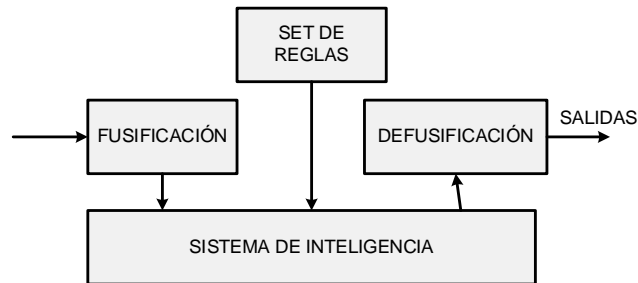 SET DE
REGLAS
FUSIFICACIÓN
DEFUSIFICACIÓN
SALIDAS
SISTEMA DE INTELIGENCIA